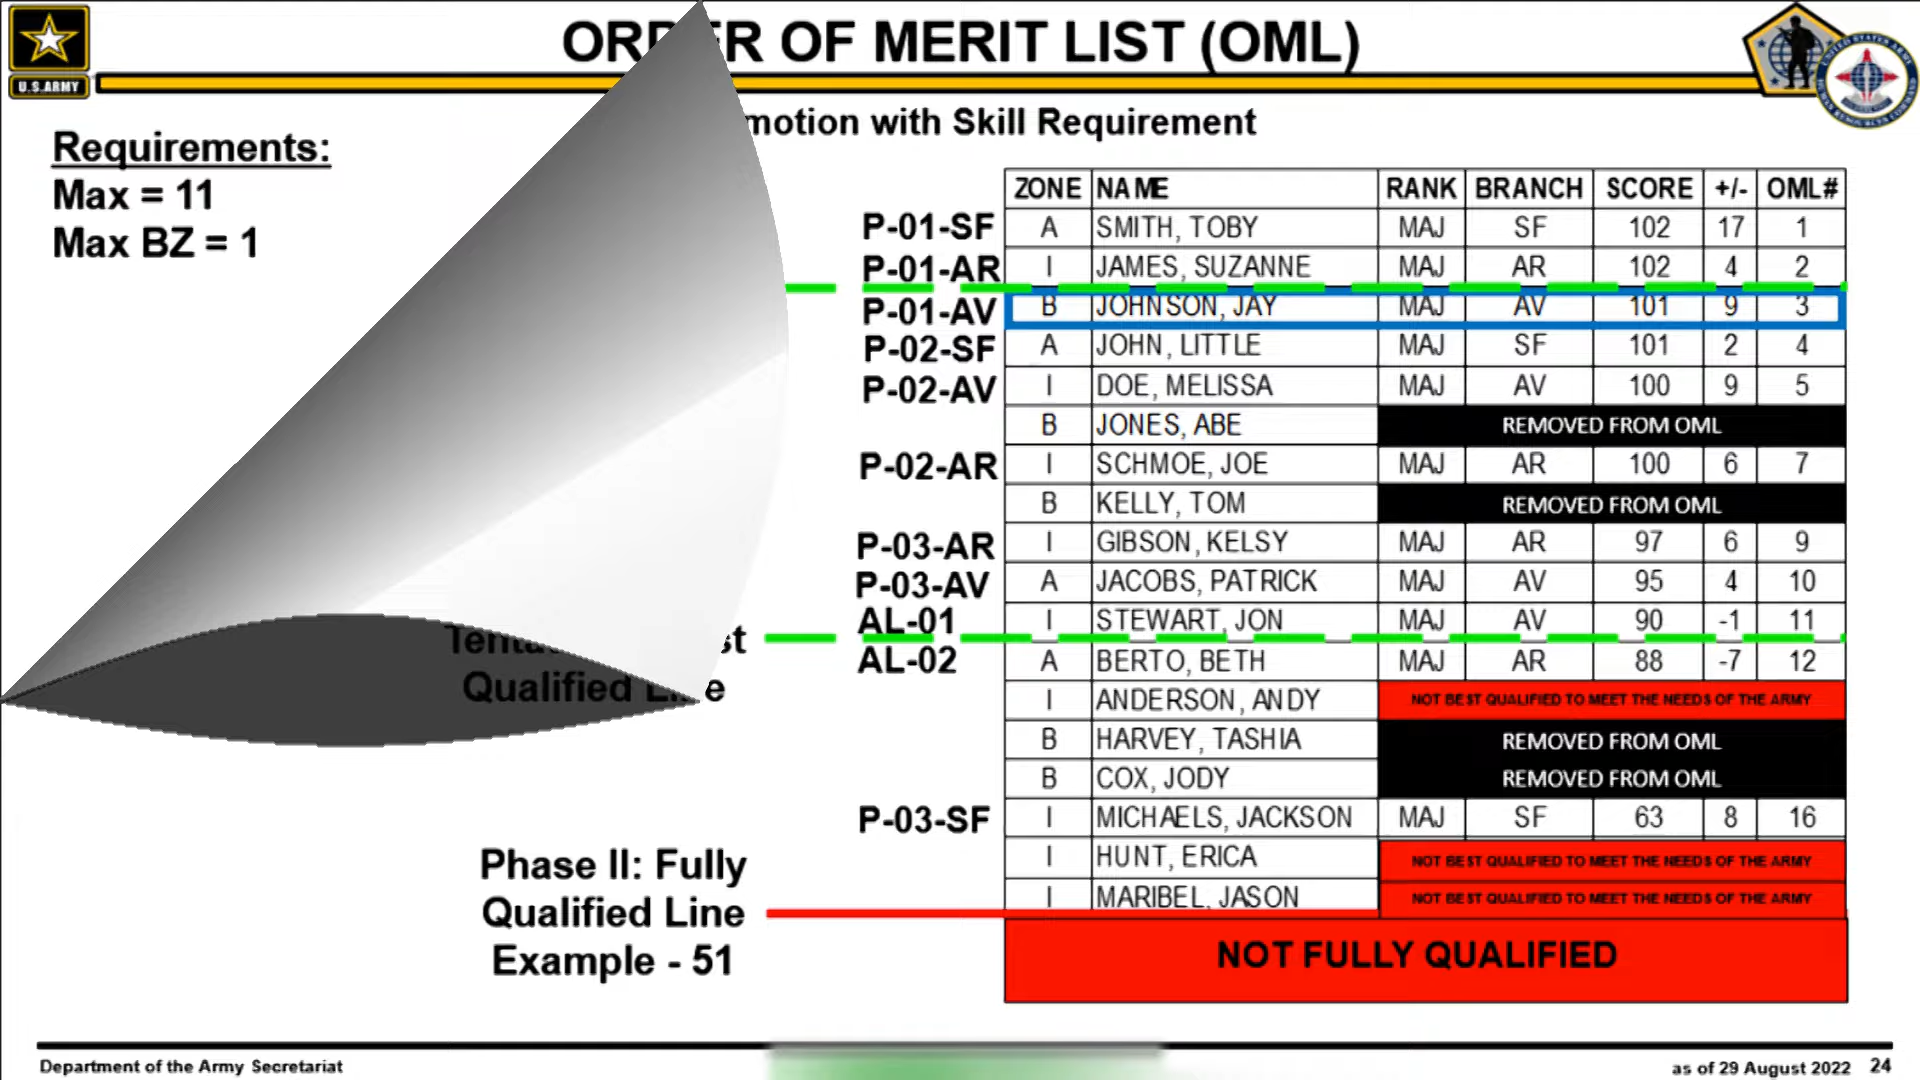 ORDER OF MERIT LIST (OML)
U.S.ARMY
motion with Skill Requirement
Requirements:
Max = 11
Max BZ = 1
ZONE NAME RANK BRANCH SCORE +/- OML#
P-01-SF A SMITH, TOBY MAJ SF 102 17 1
P-01-AR I JAMES, SUZANNE MAJ AR 102 4 2
P-01-AV B JOHNSON, JAY MAJ AV 101 9 3
P-02-SF A JOHN, LITTLE MAJ SF 101 2 4
P-02-AV I DOE, MELISSA MAJ AV 100 9 5
B JONES, ABE REMOVED FROM OML
P-02-AR I SCHMOE, JOE MAJ AR 100 6 7
B KELLY, TOM REMOVED FROM OML
P-03-AR I GIBSON, KELSY MAJ AR 97 6 9
P-03-AV A JACOBS, PATRICK MAJ AV 95 4 10
AL-01 I STEWART, JON MAJ AV 90 -1 11
AL-02 A BERTO, BETH MAJ AR 88 -7 12
Qualified Line
I ANDERSON, ANDY NOT BEST QUALIFIED TO MEET THE NEEDS OF THE ARMY
B HARVEY, TASHIA REMOVED FROM OML
B COX, JODY REMOVED FROM OML
P-03-SF I MICHAELS, JACKSON MAJ SF 63 8 16
I HUNT, ERICA NOT BEST QUALIFIED TO MEET THE NEEDS OF THE ARMY
I MARIBEL, JASON NOT BEST QUALIFIED TO MEET THE NEEDS OF THE ARMY
Phase II: Fully
Qualified Line
Example - 51
NOT FULLY QUALIFIED
Department of the Army Secretariat
as of 29 August 2022 24